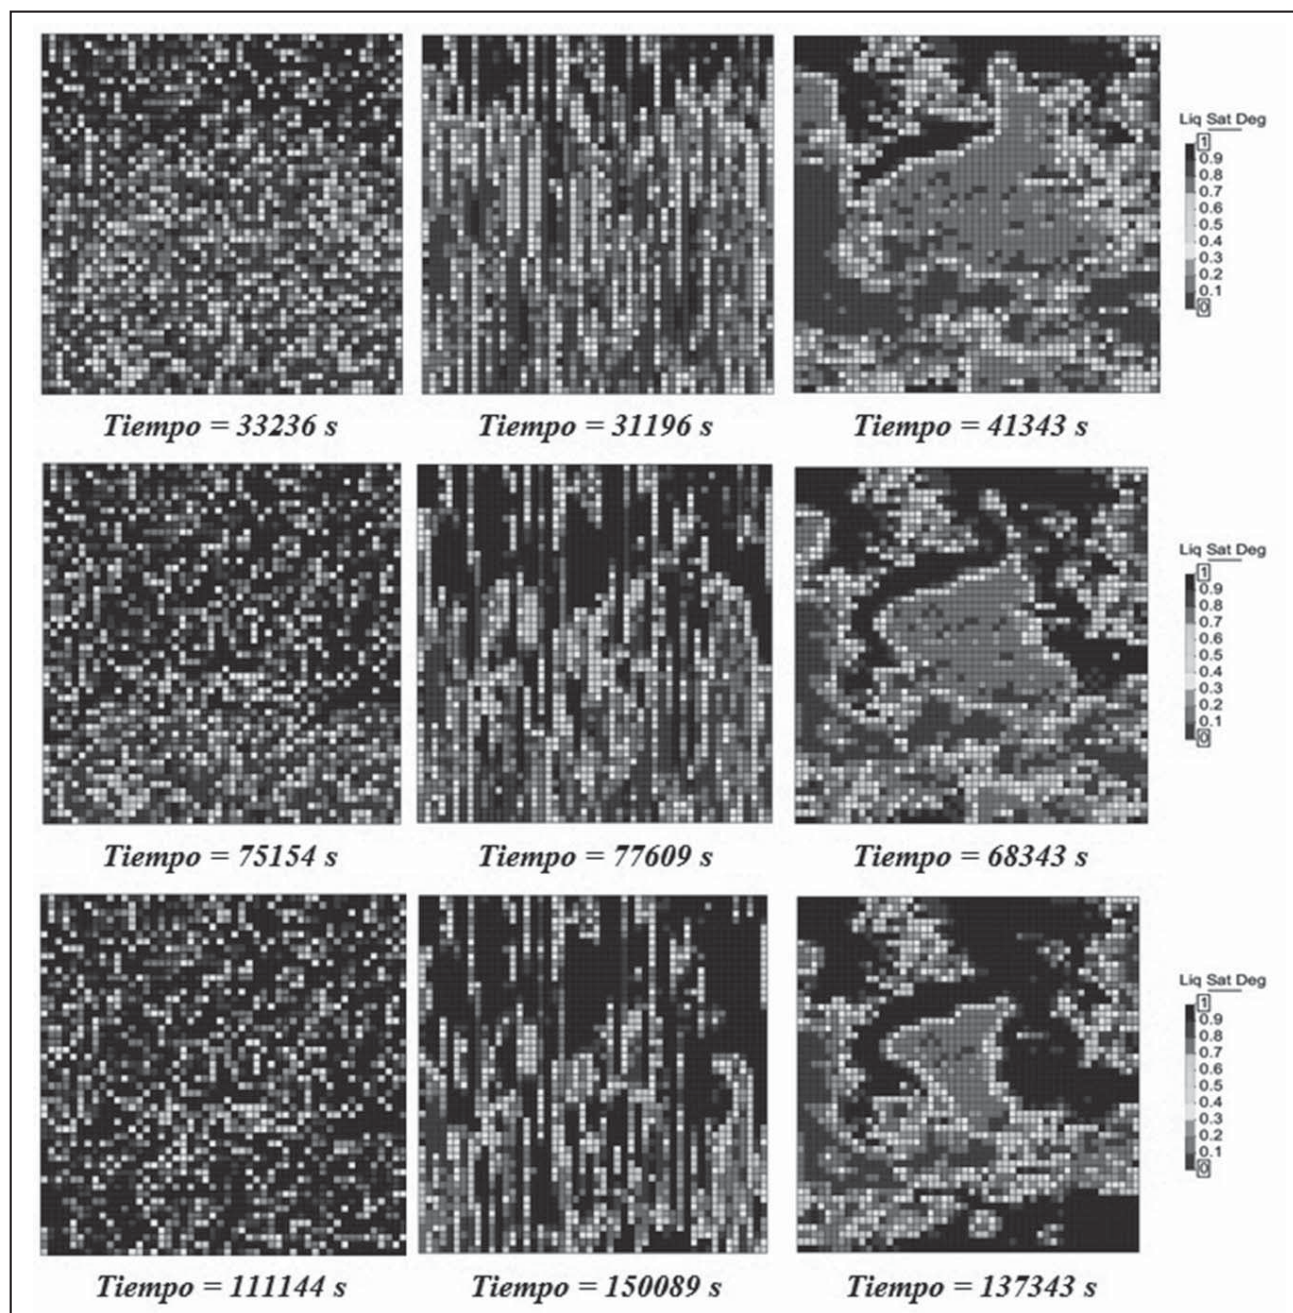 Liq Sat Deg
1
0.9
0.8
0.7
0.6
0.5
0.4
0.3
0.2
0.1
0
Tiempo = 33236 s
Tiempo = 31196 s
Tiempo = 41343 s
Liq Sat Deg
1
0.9
0.8
0.7
0.6
0.5
0.4
0.3
0.2
0.1
0
Tiempo = 75154 s
Tiempo = 77609 s
Tiempo = 68343 s
Liq Sat Deg
1
0.9
0.8
0.7
0.6
0.5
0.4
0.3
0.2
0.1
0
Tiempo = 111144 s
Tiempo = 150089 s
Tiempo = 137343 s